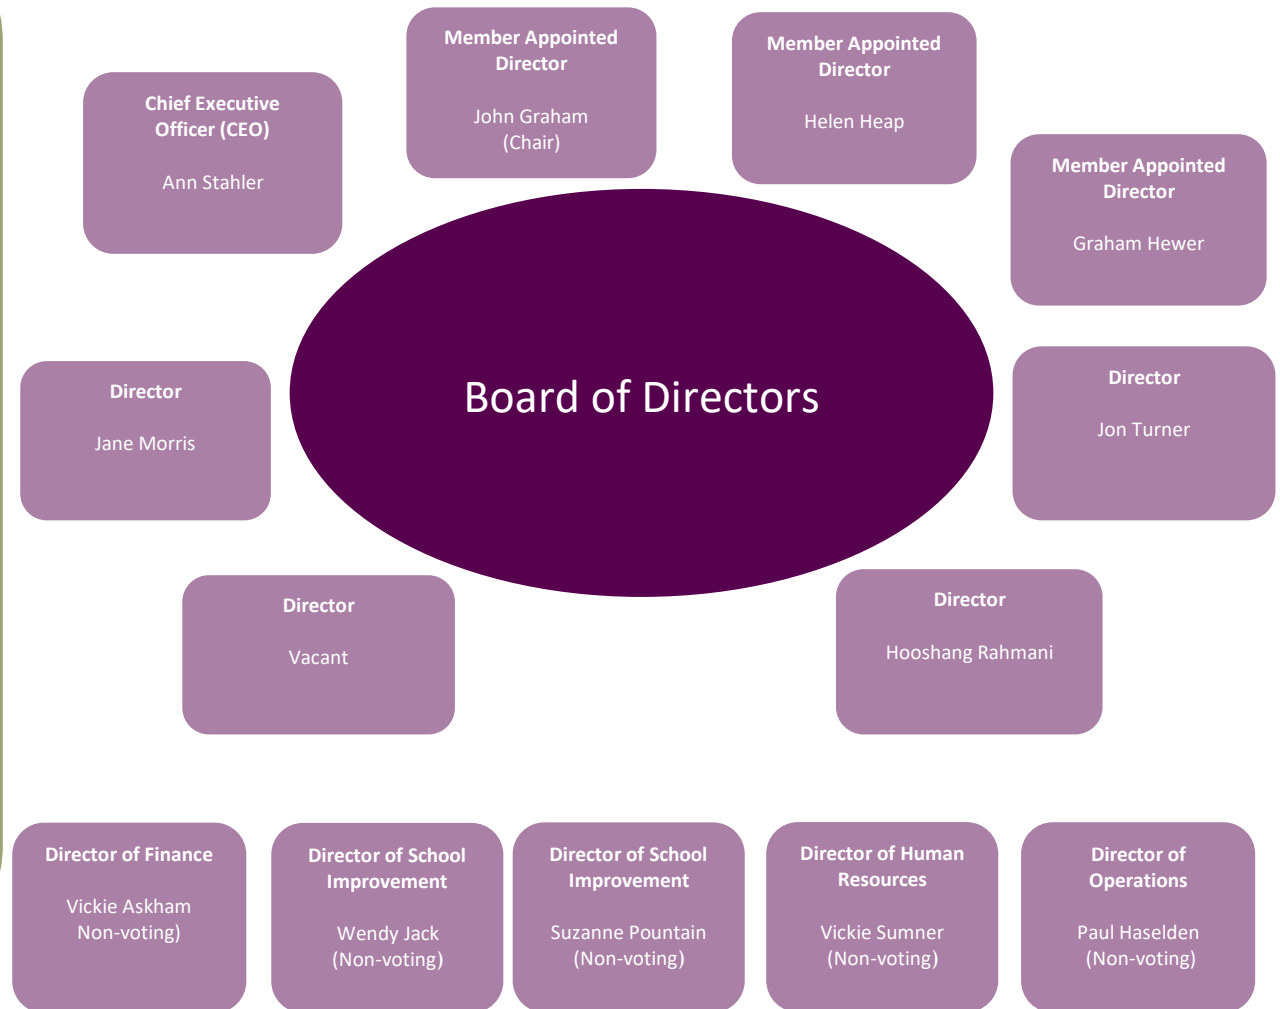 Member Appointed
Director
John Graham
(Chair)
Member Appointed
Director
Helen Heap
Chief Executive
Officer (CEO)
Ann Stahler
Member Appointed
Director
Graham Hewer
Board of Directors
Director
Jane Morris
Director
Jon Turner
Director
Vacant
Director
Hooshang Rahmani
Director of Finance
Vickie Askham
Non-voting)
Director of School
Improvement
Wendy Jack
(Non-voting)
Director of School
Improvement
Suzanne Pountain
(Non-voting)
Director of Human
Resources
Vickie Sumner
(Non-voting)
Director of
Operations
Paul Haselden
(Non-voting)